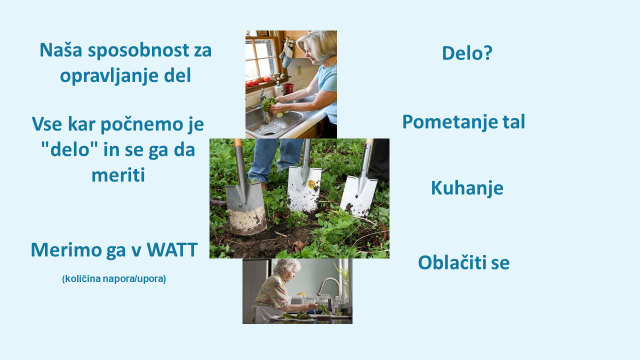 Naša sposobnost za
opravljanje del
Vse kar počnemo je
"delo" in se ga da
meriti
Merimo ga v WATT
(količina napora/upora)
Delo?
Pometanje tal
Kuhanje
Oblačiti se